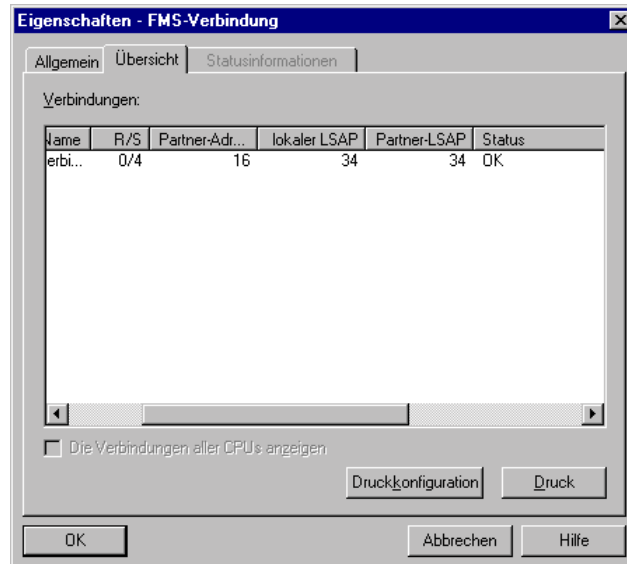 Eigenschaften - FMS-Verbindung
Allgemein Übersicht Statusinformationen
Verbindungen:
Name R/S Partner-Adr... lokaler LSAP Partner-LSAP Status
erbi... 0/4 16 34 34 OK
Die Verbindungen aller CPUs anzeigen
Druckkonfiguration Druck
OK Abbrechen Hilfe